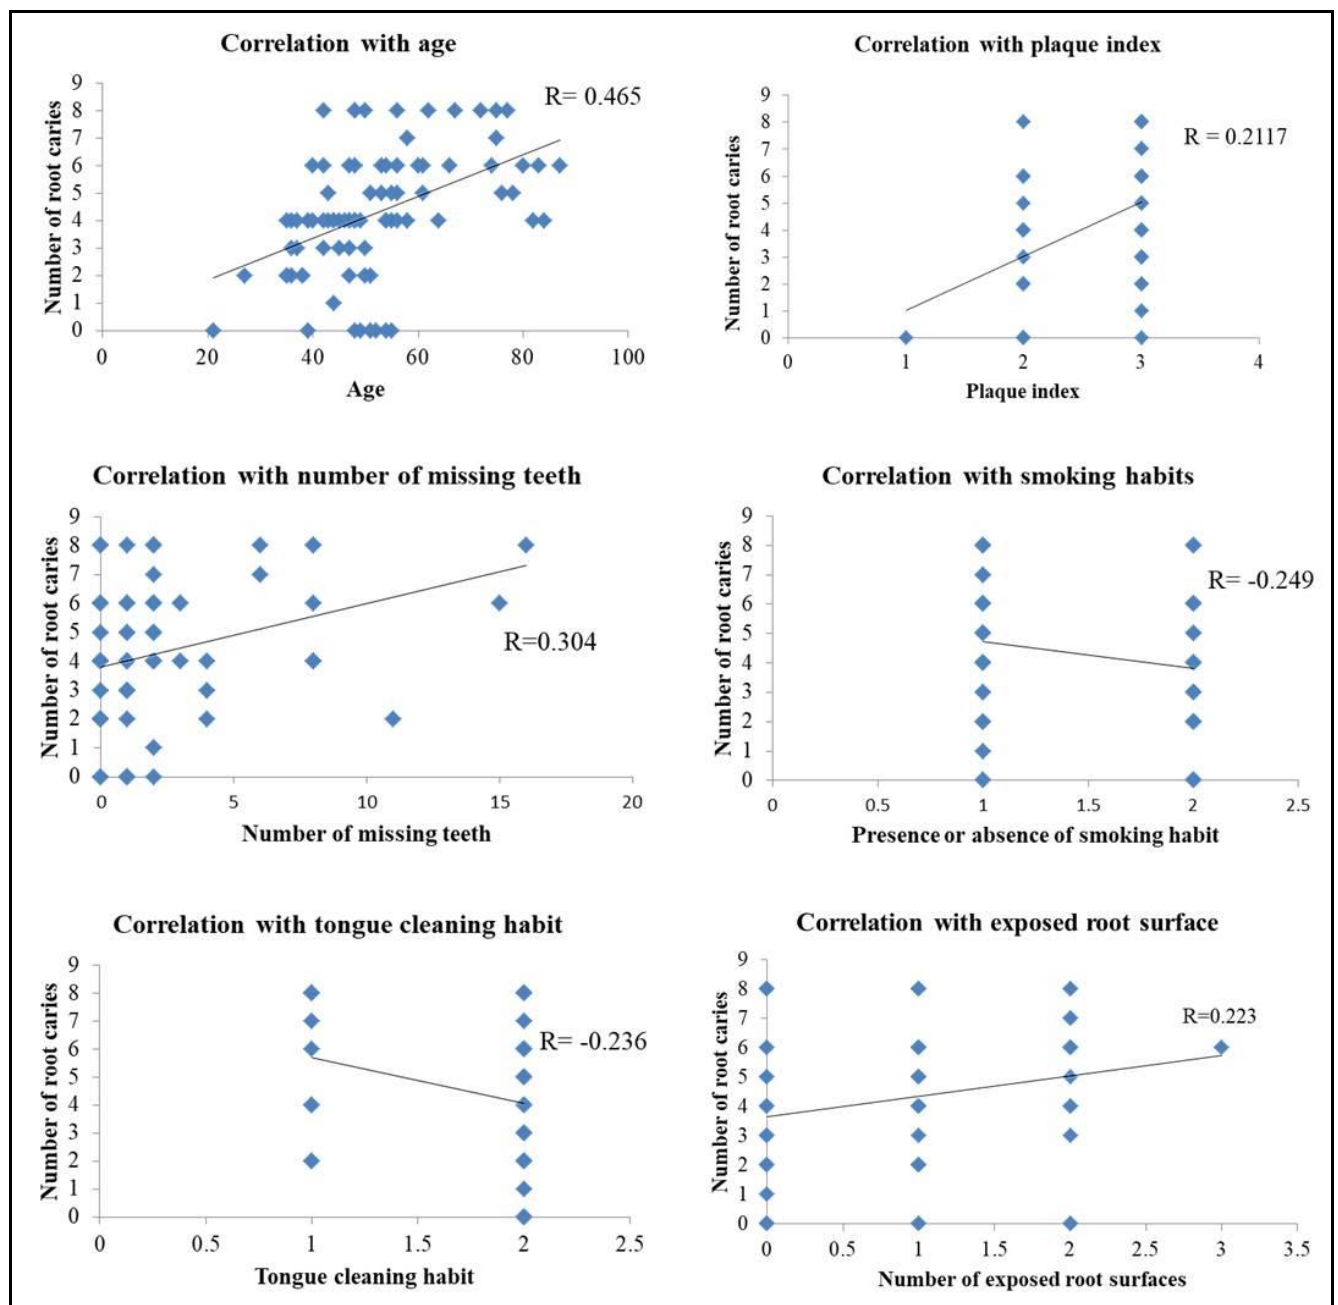 Correlation with age
R= 0.465
Number of root caries
9
8
7
6
5
4
3
2
1
0
0 20 40 60 80 100
Age
Correlation with plaque index
R = 0.2117
Number of root caries
9
8
7
6
5
4
3
2
1
0
0 1 2 3 4
Plaque index
Correlation with number of missing teeth
R=0.304
Number of root caries
9
8
7
6
5
4
3
2
1
0
0 5 10 15 20
Number of missing teeth
Correlation with smoking habits
R= -0.249
Number of root caries
9
8
7
6
5
4
3
2
1
0
0 0.5 1 1.5 2 2.5
Presence or absence of smoking habit
Correlation with tongue cleaning habit
R= -0.236
Number of root caries
9
8
7
6
5
4
3
2
1
0
0 0.5 1 1.5 2 2.5
Tongue cleaning habit
Correlation with exposed root surface
R=0.223
Number of root caries
9
8
7
6
5
4
3
2
1
0
0 0.5 1 1.5 2 2.5 3 3.5
Number of exposed root surfaces